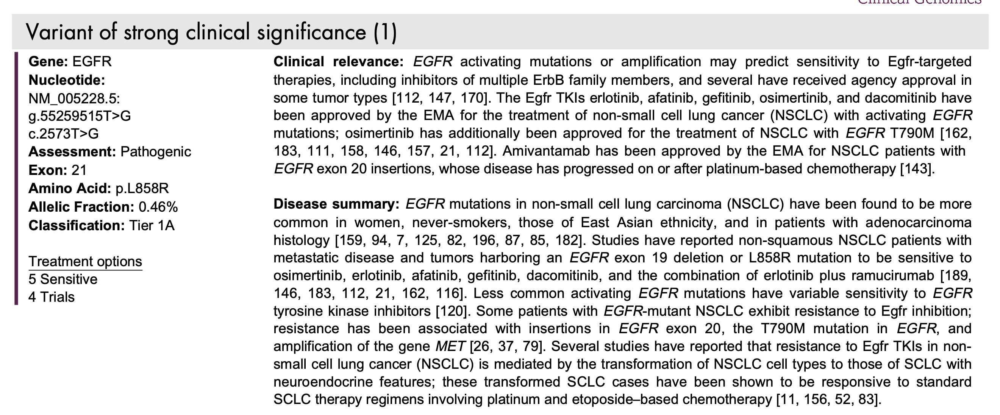 Clinical Genomics
Variant of strong clinical significance (1)
Gene: EGFR
Nucleotide:
NM_005228.5:
g.55259515T>G
c.2573T>G
Assessment: Pathogenic
Exon: 21
Amino Acid: p.L858R
Allelic Fraction: 0.46%
Classification: Tier 1A
Treatment options
5 Sensitive
4 Trials
Clinical relevance: EGFR activating mutations or amplification may predict sensitivity to Egfr-targeted
therapies, including inhibitors of multiple ErbB family members, and several have received agency approval in
some tumor types [112, 147, 170]. The Egfr TKIs erlotinib, afatinib, gefitinib, osimertinib, and dacomitinib have
been approved by the EMA for the treatment of non-small cell lung cancer (NSCLC) with activating EGFR
mutations; osimertinib has additionally been approved for the treatment of NSCLC with EGFR T790M [162,
183, 111, 158, 146, 157, 21, 112]. Amivantamab has been approved by the EMA for NSCLC patients with
EGFR exon 20 insertions, whose disease has progressed on or after platinum-based chemotherapy [143].
Disease summary: EGFR mutations in non-small cell lung carcinoma (NSCLC) have been found to be more
common in women, never-smokers, those of East Asian ethnicity, and in patients with adenocarcinoma
histology [159, 94, 7, 125, 82, 196, 87, 85, 182]. Studies have reported non-squamous NSCLC patients with
metastatic disease and tumors harboring an EGFR exon 19 deletion or L858R mutation to be sensitive to
osimertinib, erlotinib, afatinib, gefitinib, dacomitinib, and the combination of erlotinib plus ramucirumab [189,
146, 183, 112, 21, 162, 116]. Less common activating EGFR mutations have variable sensitivity to EGFR
tyrosine kinase inhibitors [120]. Some patients with EGFR-mutant NSCLC exhibit resistance to Egfr inhibition;
resistance has been associated with insertions in EGFR exon 20, the T790M mutation in EGFR, and
amplification of the gene MET [26, 37, 79]. Several studies have reported that resistance to Egfr TKIs in non-
small cell lung cancer (NSCLC) is mediated by the transformation of NSCLC cell types to those of SCLC with
neuroendocrine features; these transformed SCLC cases have been shown to be responsive to standard
SCLC therapy regimens involving platinum and etoposide–based chemotherapy [11, 156, 52, 83].